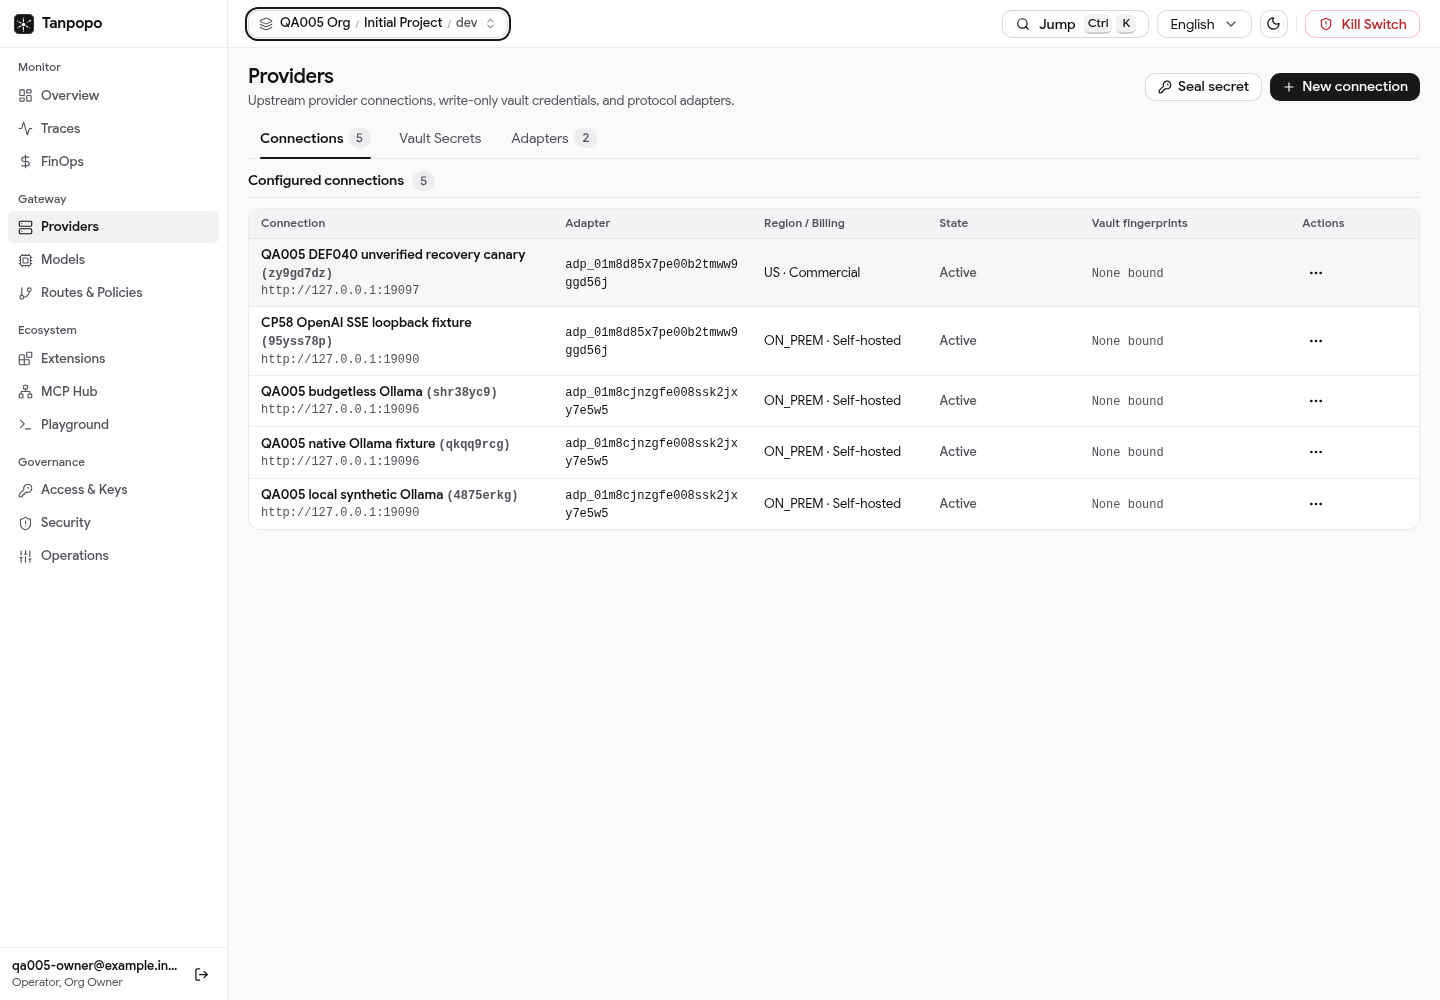 Tanpopo
QA005 Org / Initial Project / dev
Jump Ctrl K
English
Kill Switch
Monitor
Overview
Traces
FinOps
Gateway
Providers
Models
Routes & Policies
Ecosystem
Extensions
MCP Hub
Playground
Governance
Access & Keys
Security
Operations
qa005-owner@example.in...
Operator, Org Owner
Providers
Upstream provider connections, write-only vault credentials, and protocol adapters.
Seal secret
New connection
Connections 5
Vault Secrets
Adapters 2
Configured connections 5
Connection Adapter Region / Billing State Vault fingerprints Actions
QA005 DEF040 unverified recovery canary
(zy9gd7dz)
http://127.0.0.1:19097
adp_01m8d85x7pe00b2tmww9
ggd56j
US · Commercial
Active
None bound
CP58 OpenAI SSE loopback fixture
(95yss78p)
http://127.0.0.1:19090
adp_01m8d85x7pe00b2tmww9
ggd56j
ON_PREM · Self-hosted
Active
None bound
QA005 budgetless Ollama (shr38yc9)
http://127.0.0.1:19096
adp_01m8cjnzgfe008ssk2jx
y7e5w5
ON_PREM · Self-hosted
Active
None bound
QA005 native Ollama fixture (qkqq9rcg)
http://127.0.0.1:19096
adp_01m8cjnzgfe008ssk2jx
y7e5w5
ON_PREM · Self-hosted
Active
None bound
QA005 local synthetic Ollama (4875erkg)
http://127.0.0.1:19090
adp_01m8cjnzgfe008ssk2jx
y7e5w5
ON_PREM · Self-hosted
Active
None bound